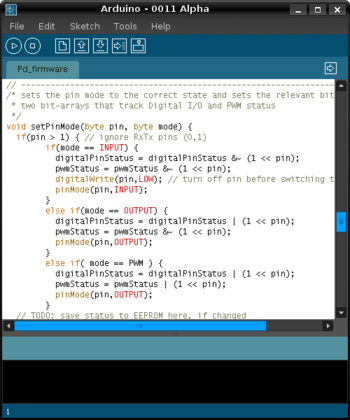 Arduino - 0011 Alpha
File Edit Sketch Tools Help
Pd_firmware
// ----------------------------------------------------------
/* sets the pin mode to the correct state and sets the relevant bit
 * two bit-arrays that track Digital I/O and PWM status
 */
void setPinMode(byte pin, byte mode) {
  if(pin > 1) { // ignore RxTx pins (0,1)
        if(mode == INPUT) {
          digitalPinStatus = digitalPinStatus &~ (1 << pin);
          pwmStatus = pwmStatus &~ (1 << pin);
          digitalWrite(pin,LOW); // turn off pin before switching t
          pinMode(pin,INPUT);
        }
        else if(mode == OUTPUT) {
          digitalPinStatus = digitalPinStatus | (1 << pin);
          pwmStatus = pwmStatus &~ (1 << pin);
          pinMode(pin,OUTPUT);
        }
        else if( mode == PWM ) {
          digitalPinStatus = digitalPinStatus | (1 << pin);
          pwmStatus = pwmStatus | (1 << pin);
          pinMode(pin,OUTPUT);
        }
  // TODO: save status to EEPROM here, if changed
1